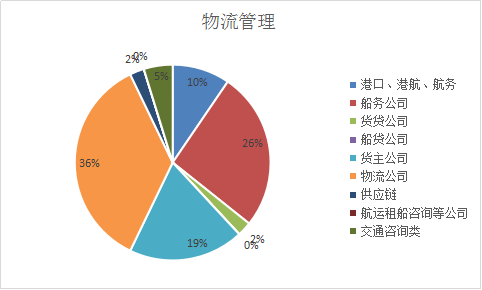 物流管理
0%
2%
5%
10%
26%
36%
19%
2%
0%
港口、港航、航务
船务公司
货贷公司
船贷公司
货主公司
物流公司
供应链
航运租船咨询等公司
交通咨询类